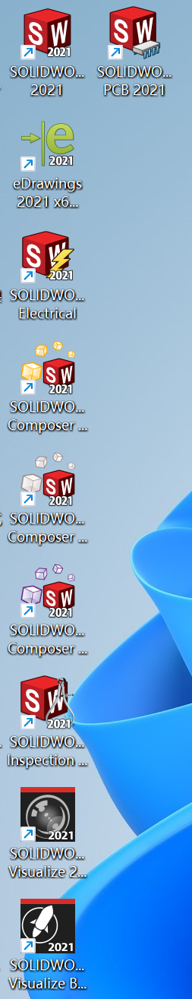 SW
2021
SOLIDWO...
2021
SW
SOLIDWO...
PCB 2021
e
2021
eDrawings
2021 x6...
SW
2021
SOLIDWO...
Electrical
SW
2021
SOLIDWO...
Composer ...
SW
2021
SOLIDWO...
Composer ...
SW
2021
SOLIDWO...
Composer ...
SW
2021
SOLIDWO...
Inspection ...
2021
SOLIDWO...
Visualize 2...
2021
SOLIDWO...
Visualize B...